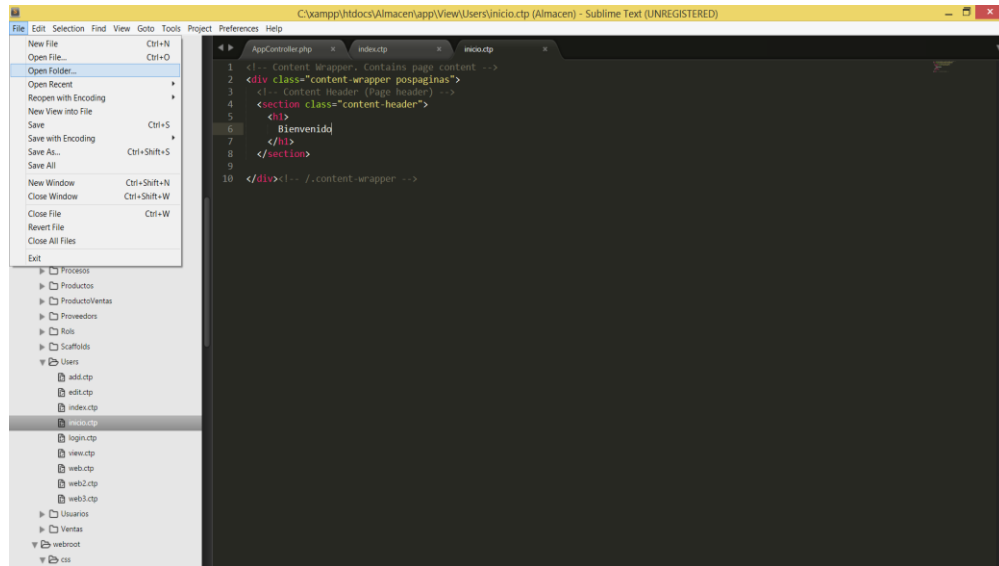 C:\xampp\htdocs\Almacen\app\View\Users\inicio.ctp (Almacen) - Sublime Text (UNREGISTERED)
File Edit Selection Find View Goto Tools Project Preferences Help
New File Ctrl+N
Open File... Ctrl+O
Open Folder...
Open Recent
Reopen with Encoding
New View into File
Save Ctrl+S
Save with Encoding
Save As... Ctrl+Shift+S
Save All
New Window Ctrl+Shift+N
Close Window Ctrl+Shift+W
Close File Ctrl+W
Revert File
Close All Files
Exit
Procesos
Productos
ProductoVentas
Proveedors
Rols
Scaffolds
Users
add.ctp
edit.ctp
index.ctp
inicio.ctp
login.ctp
view.ctp
web.ctp
web2.ctp
web3.ctp
Usuarios
Ventas
webroot
css
AppController.php × index.ctp × inicio.ctp ×
1 <!-- Content Wrapper. Contains page content -->
2 <div class="content-wrapper pospaginas">
3 <!-- Content Header (Page header) -->
4 <section class="content-header">
5 <h1>
6 Bienvenido
7 </h1>
8 </section>
9
10 </div><!-- /.content-wrapper -->